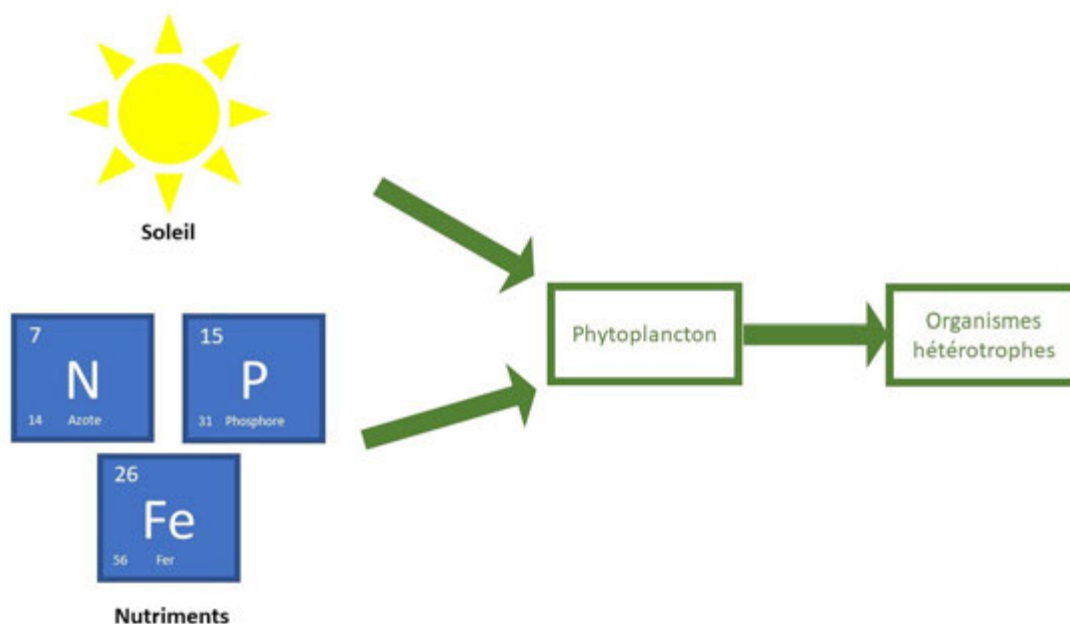 Soleil
7
N
14 Azote
15
P
31 Phosphore
26
Fe
56 Fer
Nutriments
Phytoplancton
Organismes
hétérotrophes